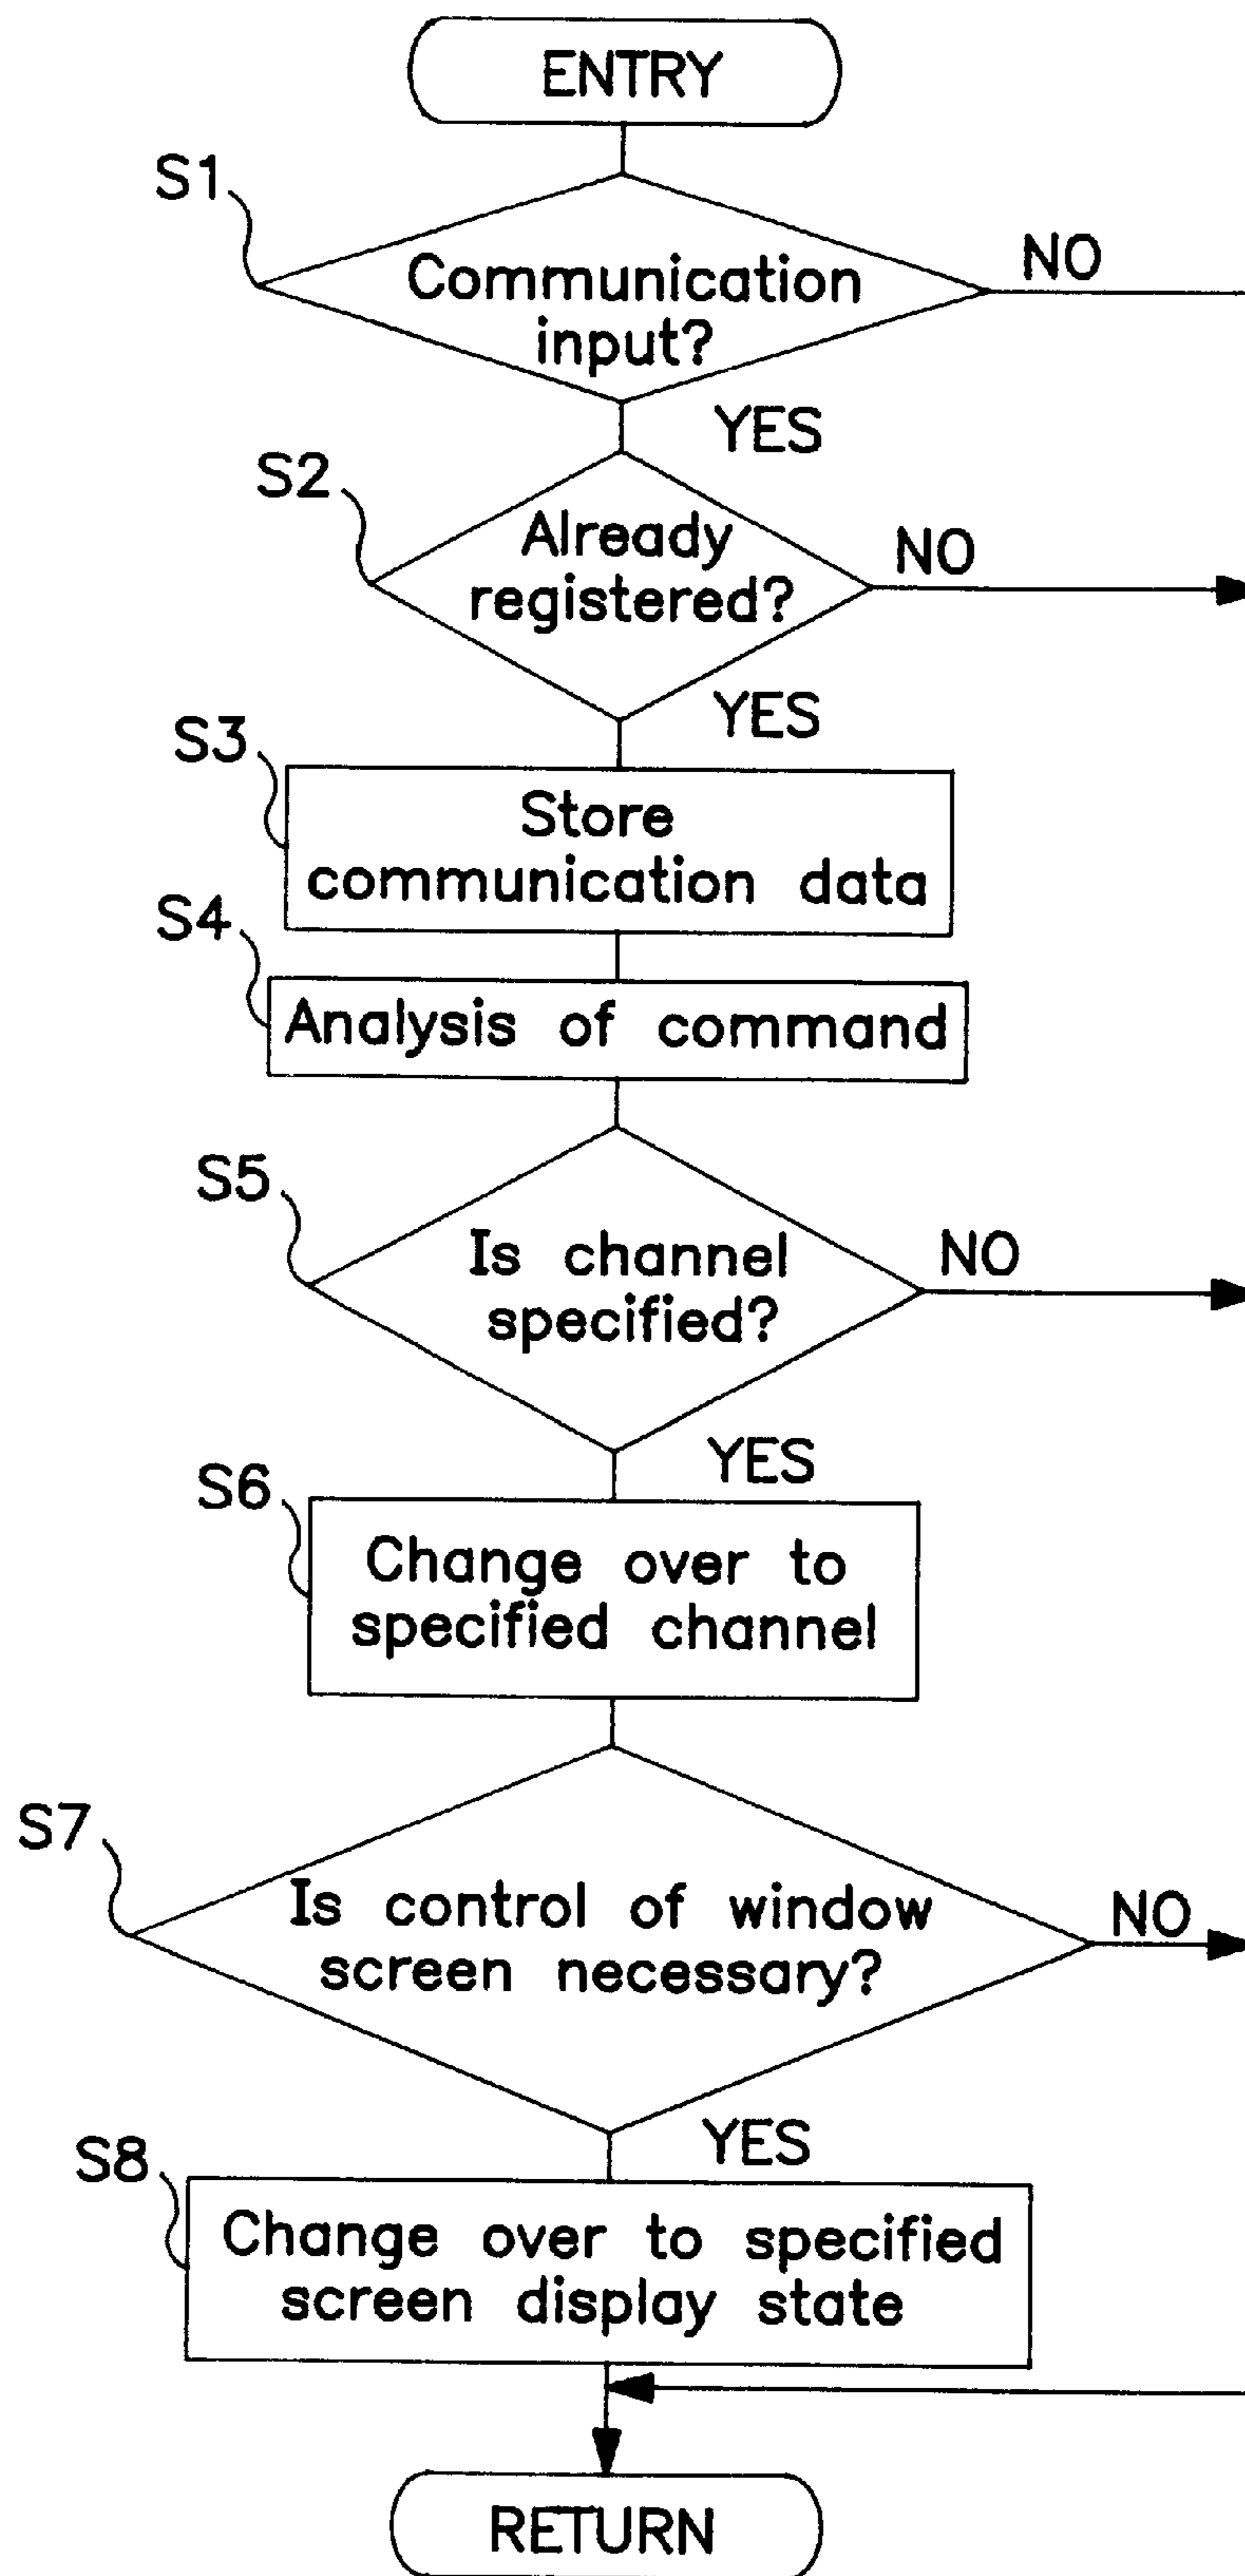 ENTRY
S1
Communication
input?
NO
YES
S2
Already
registered?
NO
YES
S3
Store
communication data
S4
Analysis of command
S5
Is channel
specified?
NO
YES
S6
Change over to
specified channel
S7
Is control of window
screen necessary?
NO
YES
S8
Change over to specified
screen display state
RETURN